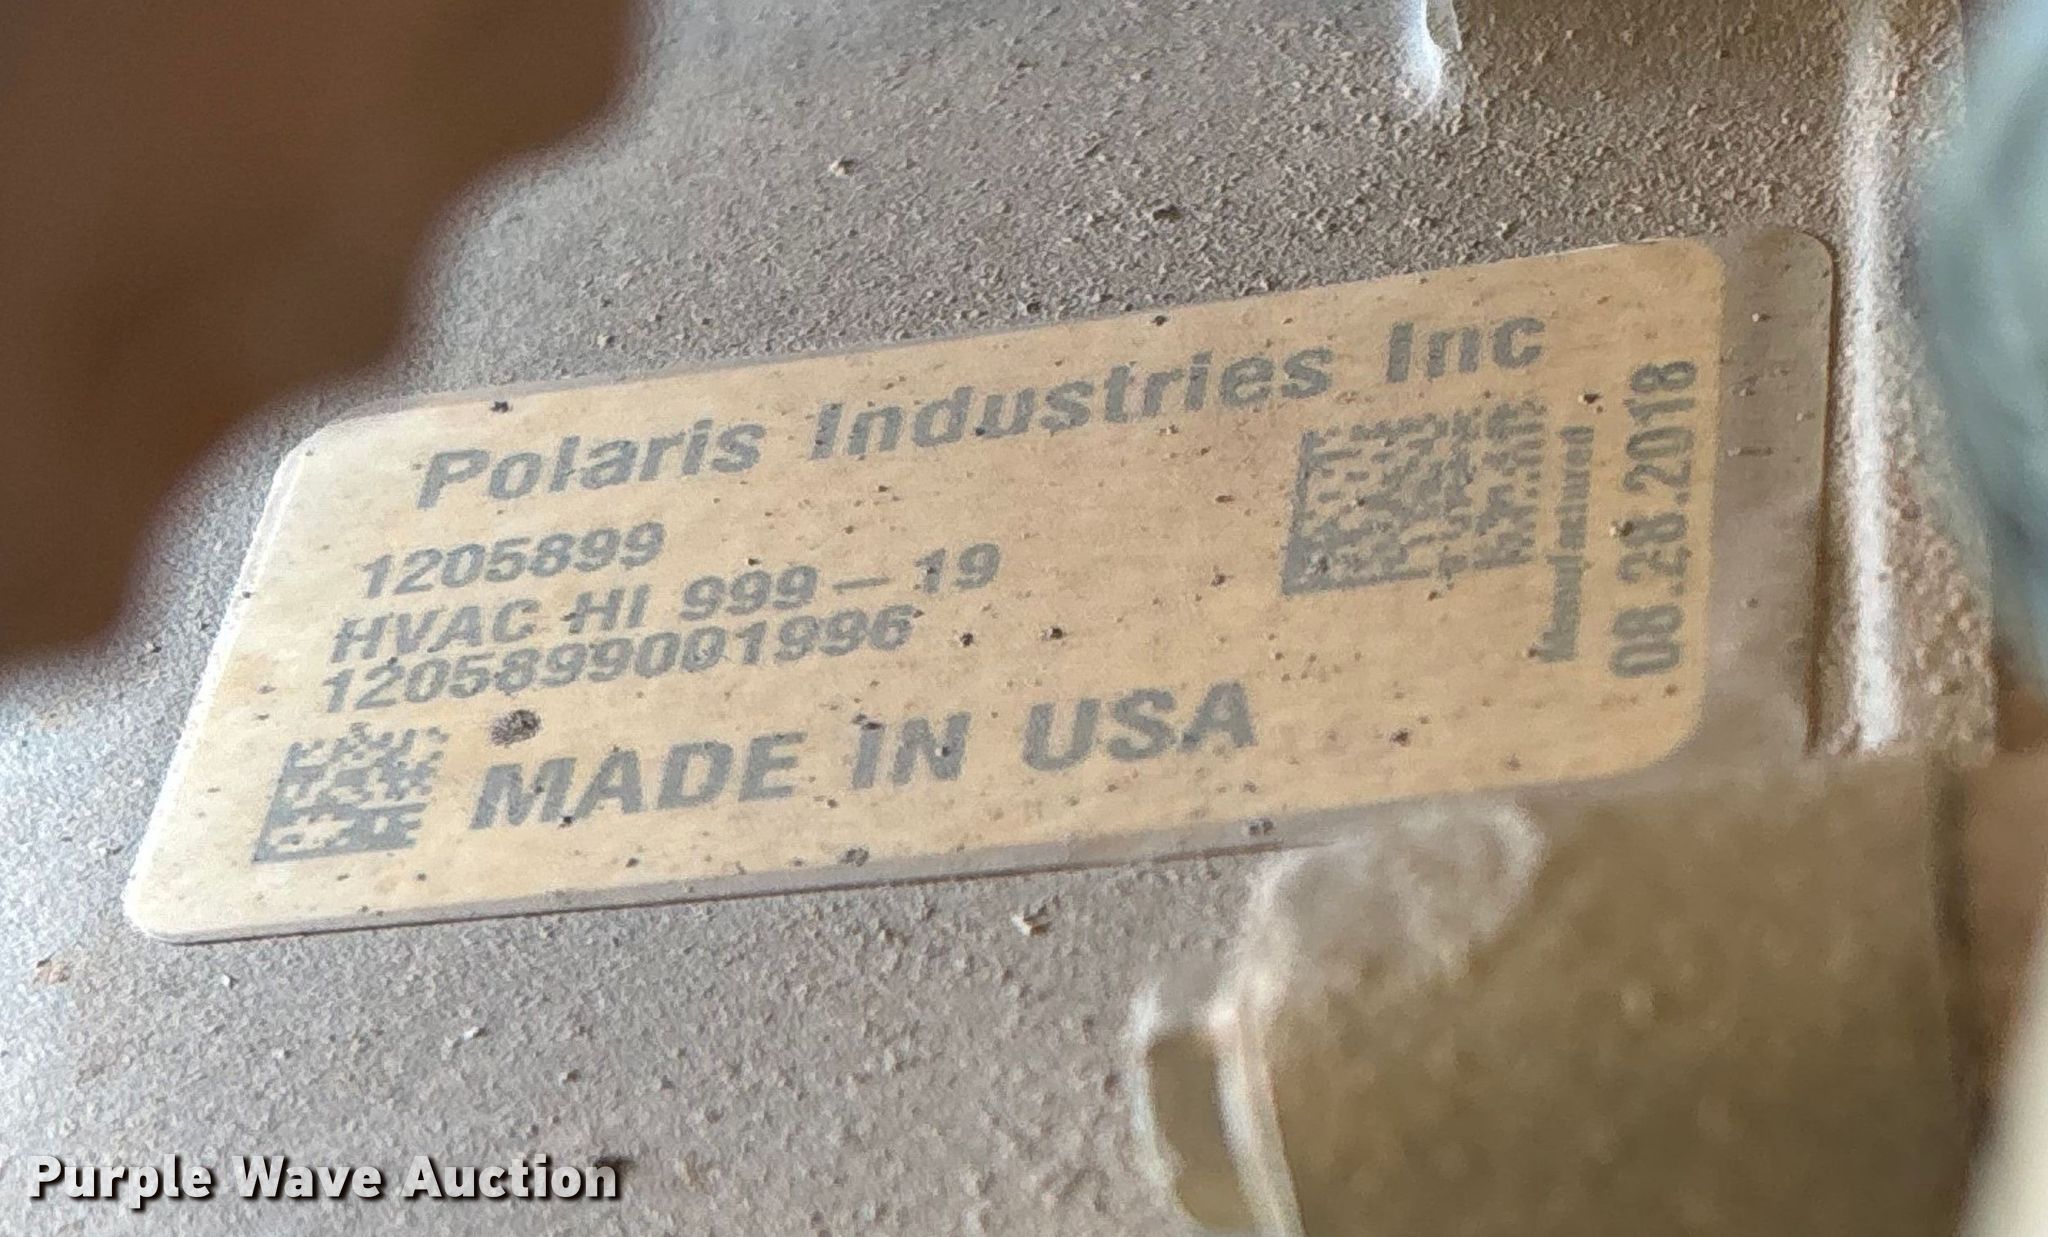 Polaris Industries Inc
1205899
HVAC HI 999-19
1205899001996
MADE IN USA
Manufactured
08.28.2018
Purple Wave Auction